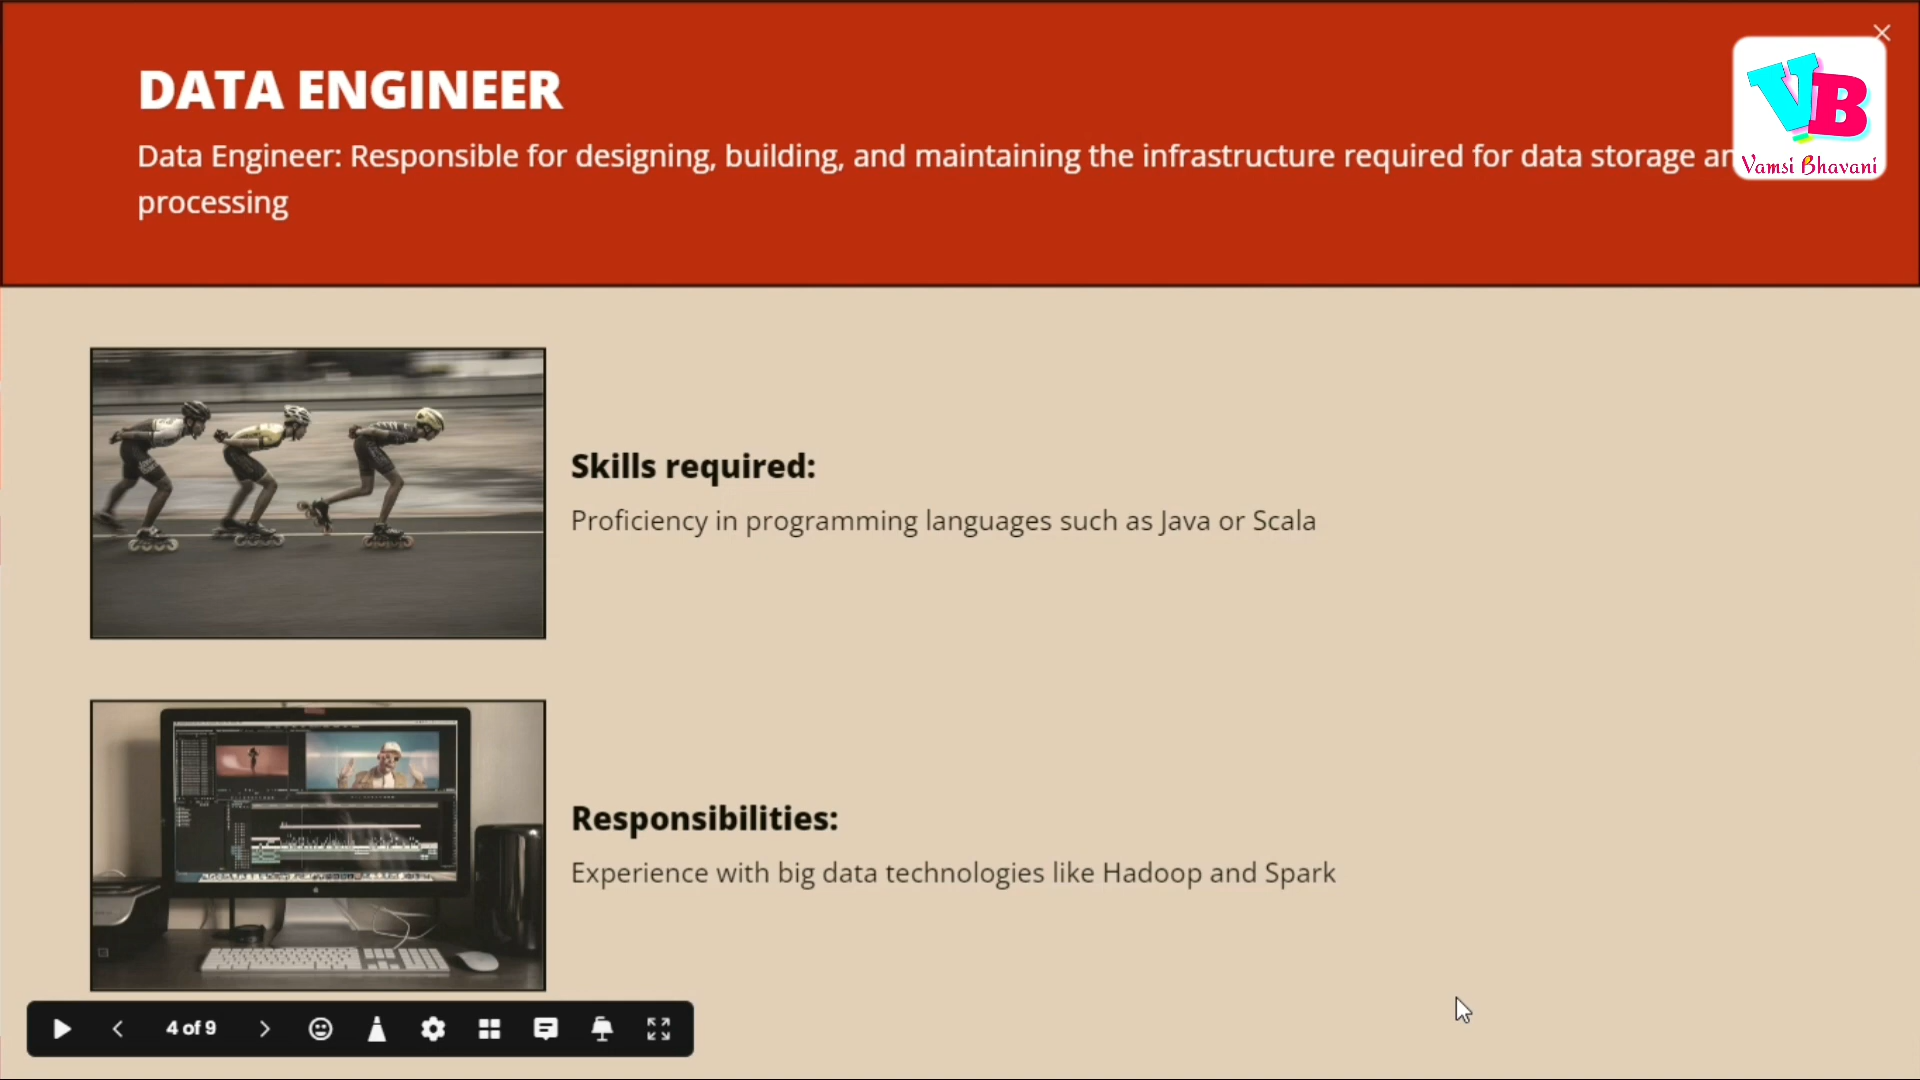 DATA ENGINEER
Data Engineer: Responsible for designing, building, and maintaining the infrastructure required for data storage
processing
VB
Vamsi Bhavani
Skills required:
Proficiency in programming languages such as Java or Scala
Responsibilities:
Experience with big data technologies like Hadoop and Spark
4 of 9